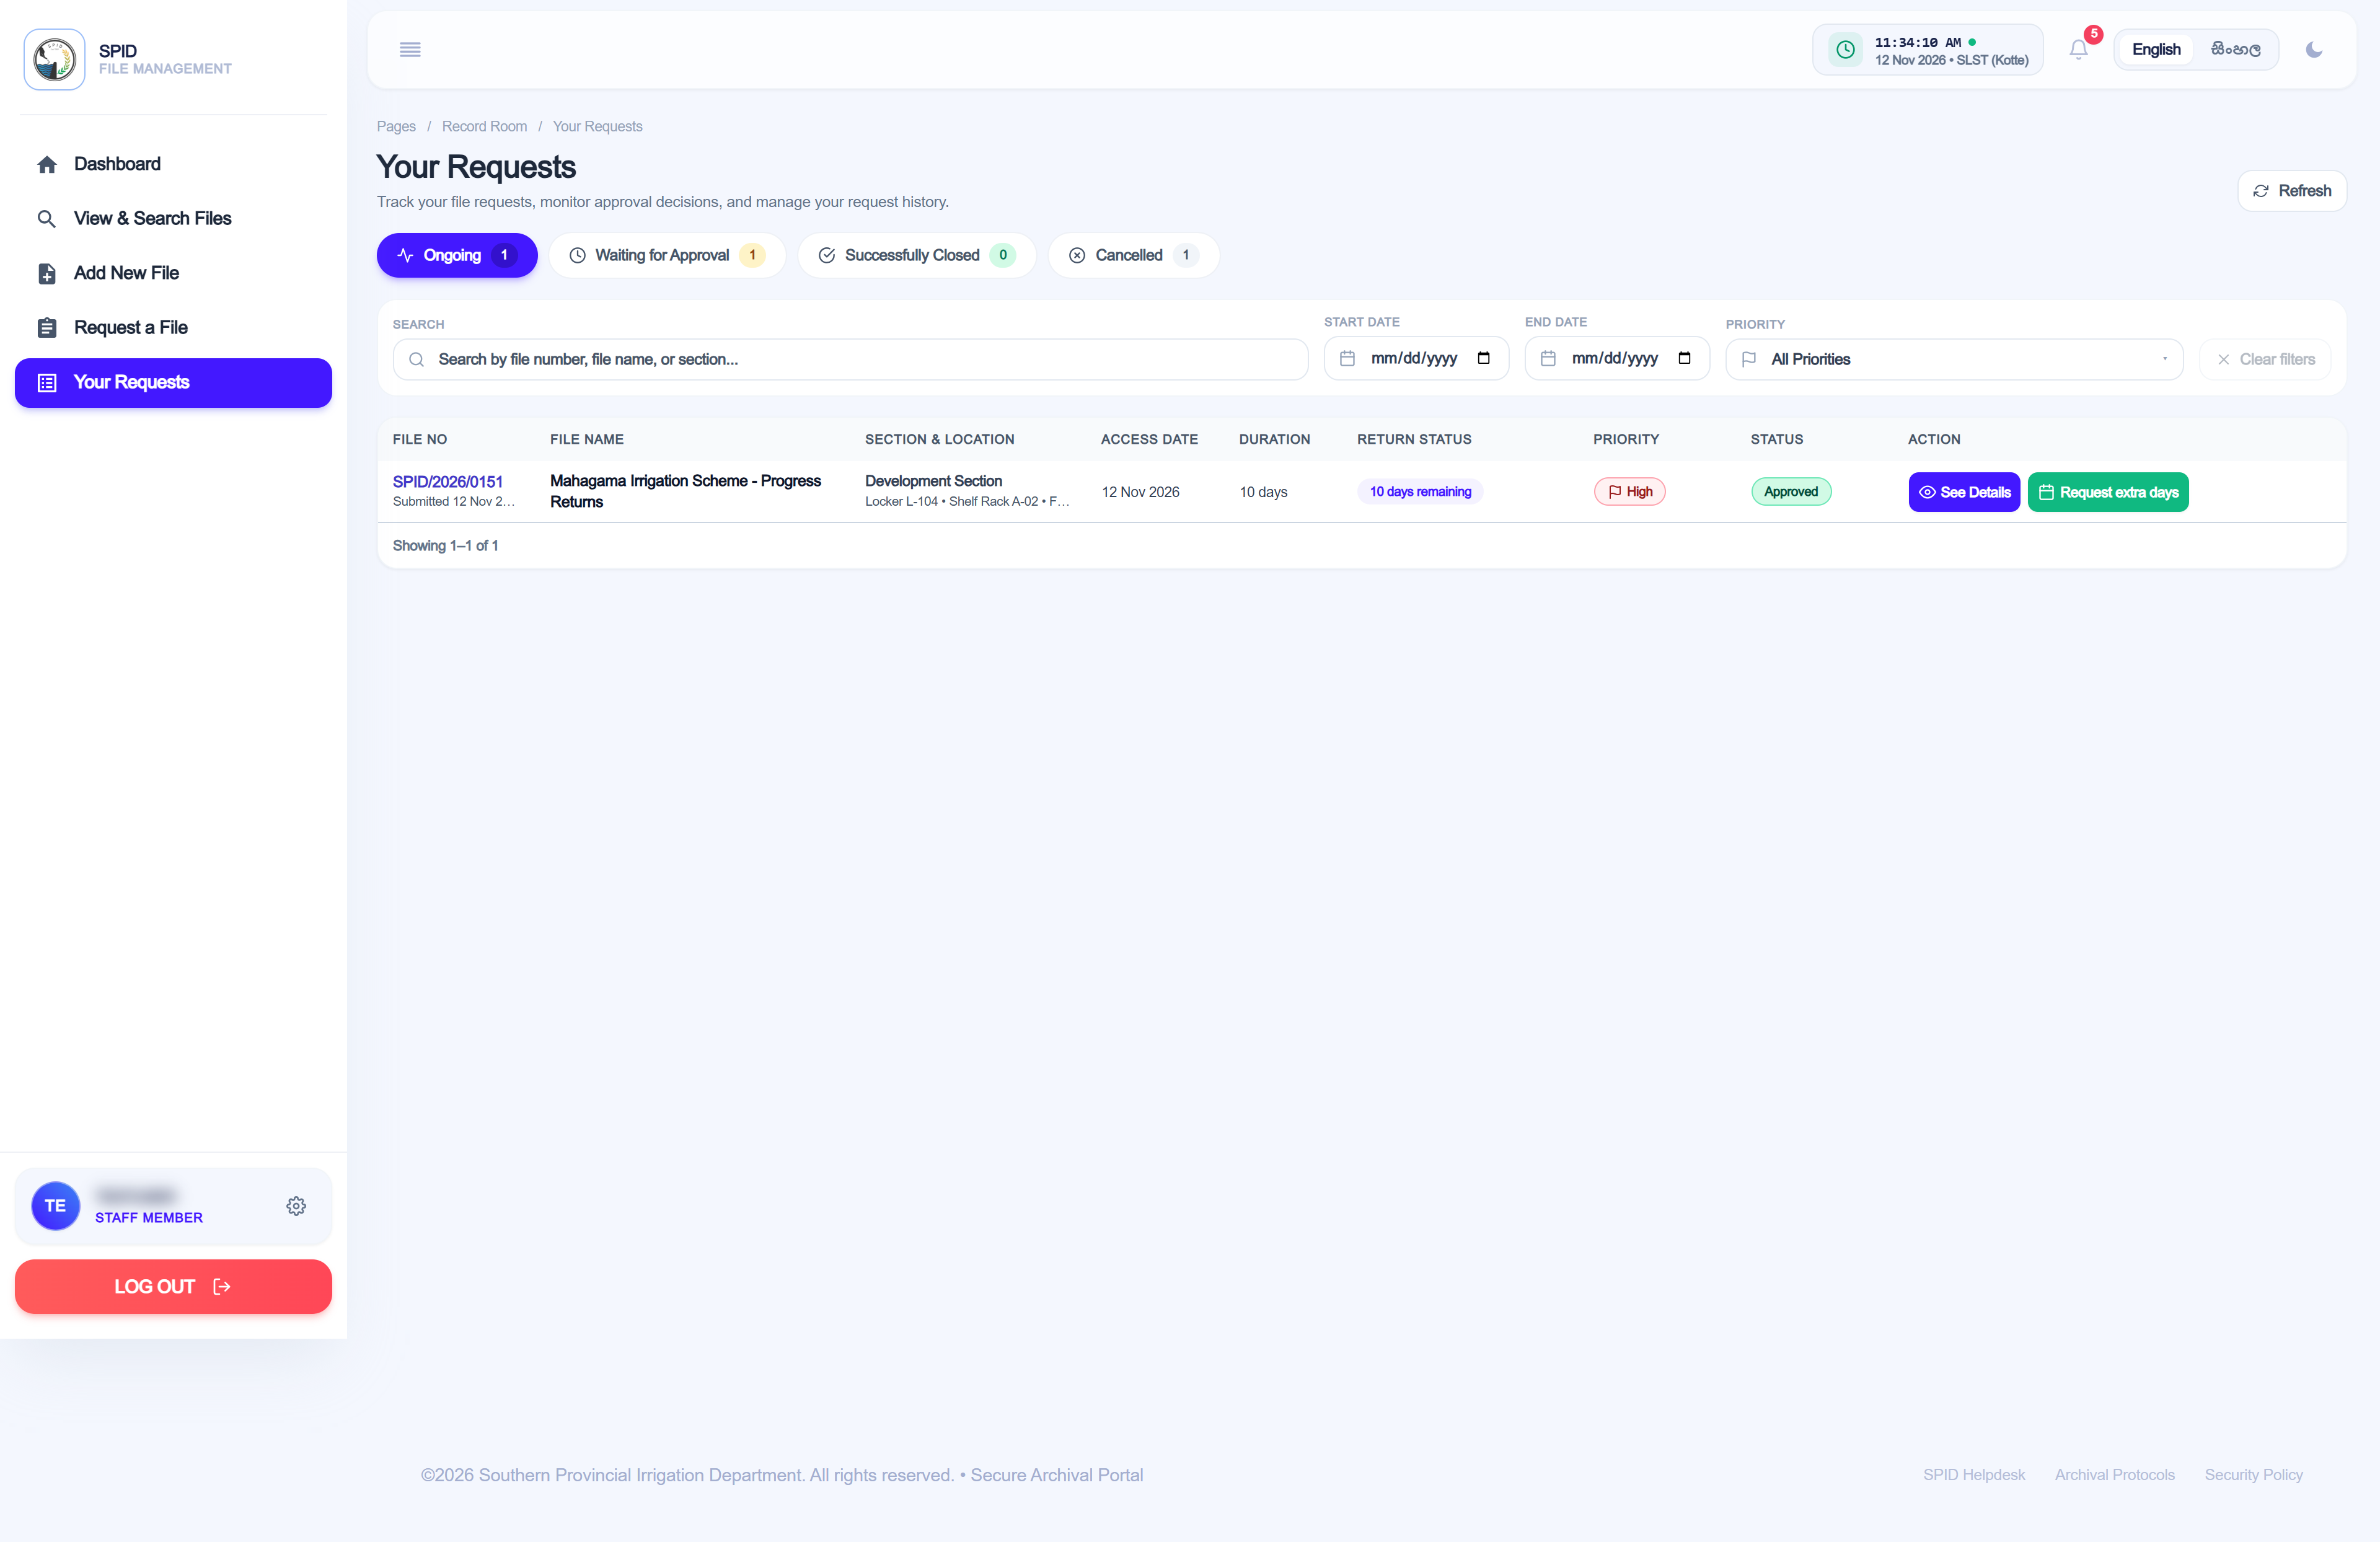 SPID
FILE MANAGEMENT
Dashboard
View & Search Files
Add New File
Request a File
Your Requests
TE
STAFF MEMBER
LOG OUT
11:34:10 AM
12 Nov 2026 • SLST (Kotte)
5
English
සිංහල
Pages / Record Room / Your Requests
Your Requests
Track your file requests, monitor approval decisions, and manage your request history.
Refresh
Ongoing 1
Waiting for Approval 1
Successfully Closed 0
Cancelled 1
SEARCH
Search by file number, file name, or section...
START DATE
mm/dd/yyyy
END DATE
mm/dd/yyyy
PRIORITY
All Priorities
Clear filters
FILE NO FILE NAME SECTION & LOCATION ACCESS DATE DURATION RETURN STATUS PRIORITY STATUS ACTION
SPID/2026/0151
Submitted 12 Nov 2...
Mahagama Irrigation Scheme - Progress
Returns
Development Section
Locker L-104 • Shelf Rack A-02 • F...
12 Nov 2026
10 days
10 days remaining
High
Approved
See Details
Request extra days
Showing 1–1 of 1
©2026 Southern Provincial Irrigation Department. All rights reserved. • Secure Archival Portal
SPID Helpdesk
Archival Protocols
Security Policy